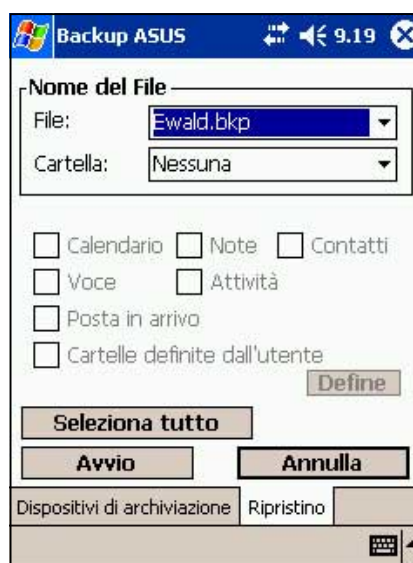 Backup ASUS 9.19
Nome del File
File: Ewald.bkp
Cartella: Nessuna
Calendario Note Contatti
Voce Attività
Posta in arrivo
Cartelle definite dall'utente
Define
Seleziona tutto
Avvio Annulla
Dispositivi di archiviazione Ripristino